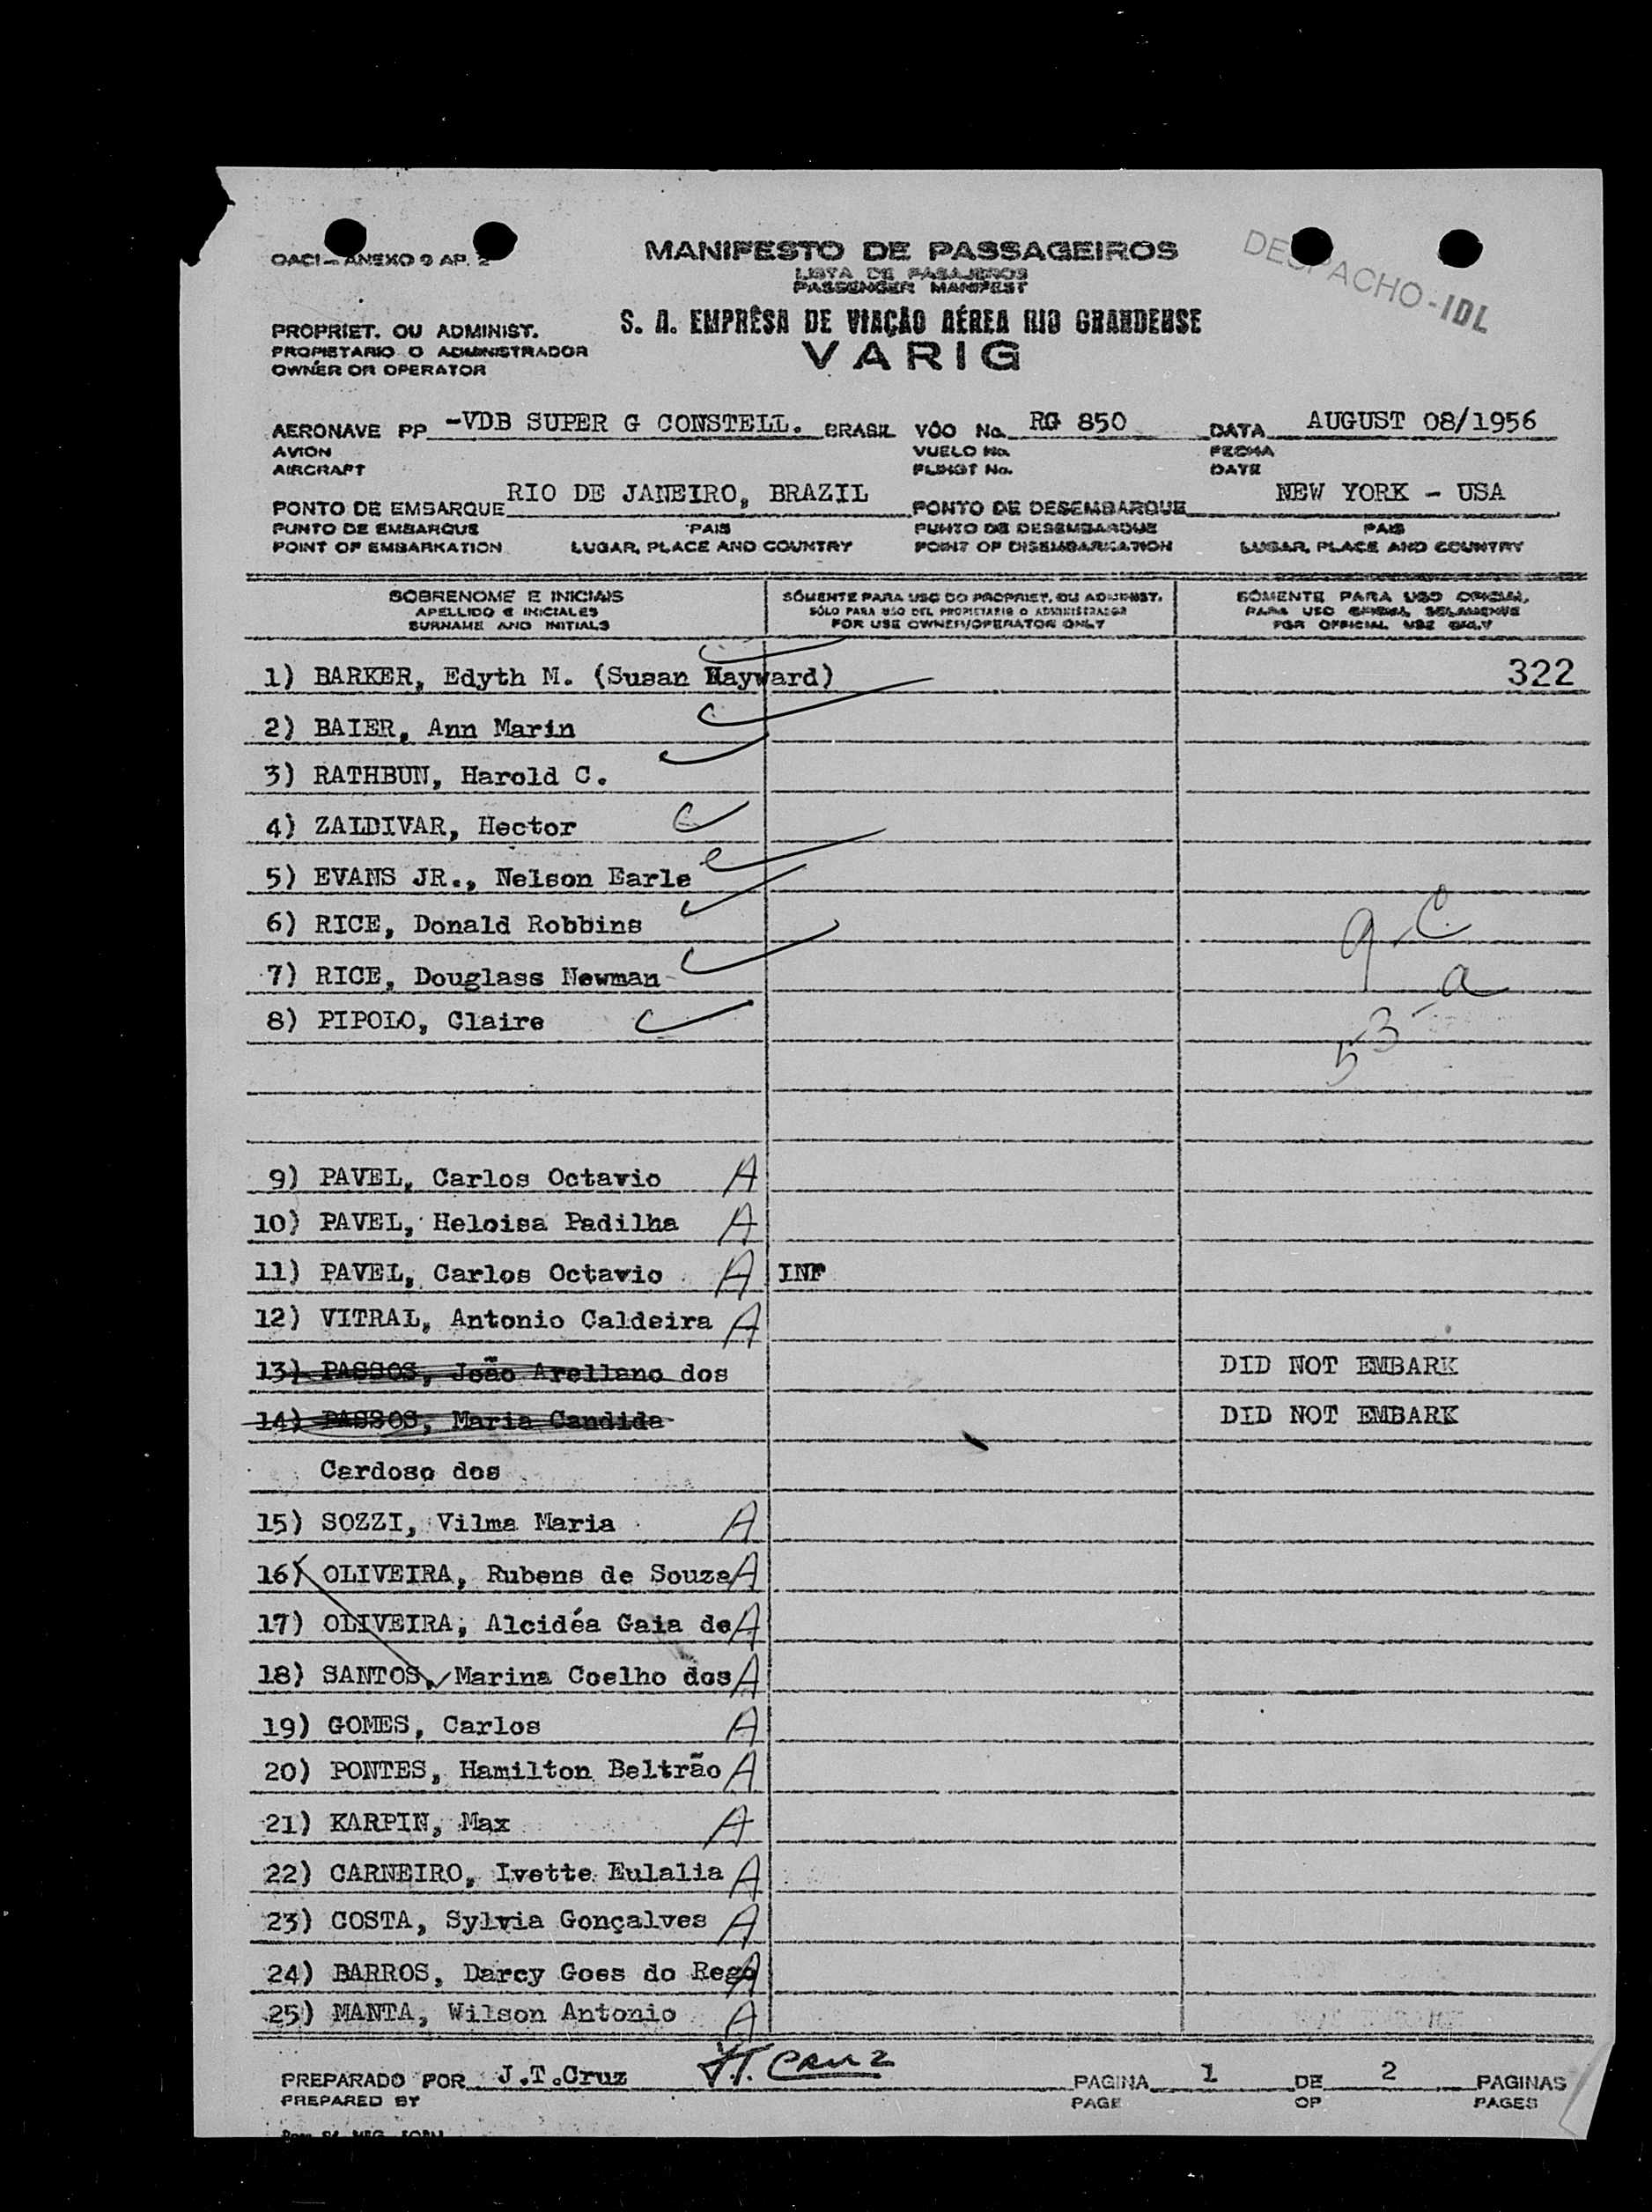 OACI - ANEXO 9 AP. 2
MANIFESTO DE PASSAGEIROS
LISTA DE PASAJEROS
PASSENGER MANIFEST
DESPACHO - IDL
PROPRIET. OU ADMINIST.
PROPIETARIO O ADMINISTRADOR
OWNER OR OPERATOR
S. A. EMPRÊSA DE VIAÇÃO AÉREA RIO GRANDENSE
VARIG
AERONAVE PP -VDB SUPER G CONSTELL. BRASIL VÔO No. RG 850 DATA AUGUST 08/1956
AVION VUELO No. FECHA
AIRCRAFT FLIHGT No. DATE
PONTO DE EMBARQUE RIO DE JANEIRO, BRAZIL PONTO DE DESEMBARQUE NEW YORK - USA
PUNTO DE EMBARQUE PAIS PUNTO DE DESEMBARQUE PAIS
POINT OF EMBARKATION LUGAR, PLACE AND COUNTRY POINT OF DISEMBARKATION LUGAR, PLACE AND COUNTRY
SOBRENOME E INICIAIS SÓMENTE PARA USO DO PROPRIET. OU ADMINIST. SÓMENTE PARA USO OFICIAL
APELLIDO E INICIALES SÓLO PARA USO DEL PROPIETARIO O ADMINISTRADOR PARA USO OFICIAL SOLAMENTE
SURNAME AND INITIALS FOR USE OWNER/OPERATOR ONLY FOR OFFICIAL USE ONLY
1) BARKER, Edyth M. (Susan Hayward) 322
2) BAIER, Ann Marin
3) RATHBUN, Harold C.
4) ZALDIVAR, Hector
5) EVANS JR., Nelson Earle
6) RICE, Donald Robbins 9-C
7) RICE, Douglass Newman
8) PIPOLO, Claire 53-a
9) PAVEL, Carlos Octavio A
10) PAVEL, Heloisa Padilha A
11) PAVEL, Carlos Octavio A INF
12) VITRAL, Antonio Caldeira A
13) PASSOS, João Arellano dos DID NOT EMBARK
14) PASSOS, Maria Candida DID NOT EMBARK
Cardoso dos
15) SOZZI, Vilma Maria A
16) OLIVEIRA, Rubens de Souza A
17) OLIVEIRA, Alcidéa Gaia de A
18) SANTOS, Marina Coelho dos A
19) GOMES, Carlos A
20) PONTES, Hamilton Beltrão A
21) KARPIN, Max A
22) CARNEIRO, Ivette Eulalia A
23) COSTA, Sylvia Gonçalves A
24) BARROS, Darcy Goes do Rego A
25) MANTA, Wilson Antonio A
PREPARADO POR J.T.Cruz J.T. Cruz PAGINA 1 DE 2 PAGINAS
PREPARED BY PAGE OF PAGES